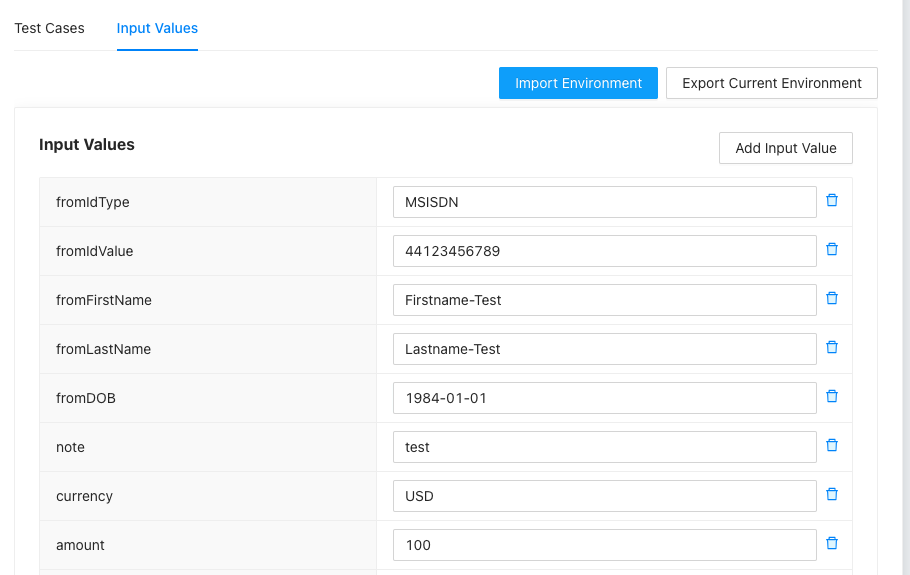 Test Cases Input Values
Import Environment Export Current Environment
Input Values Add Input Value
fromIdType MSISDN
fromIdValue 44123456789
fromFirstName Firstname-Test
fromLastName Lastname-Test
fromDOB 1984-01-01
note test
currency USD
amount 100